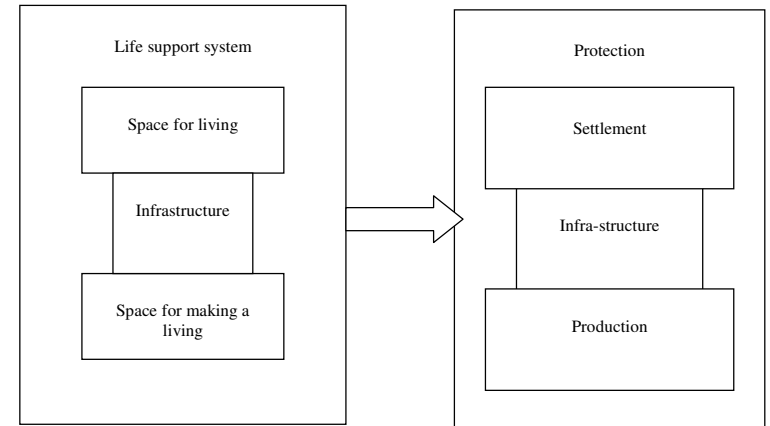 Life support system
Space for living
Infrastructure
Space for making a
living
Protection
Settlement
Infra-structure
Production